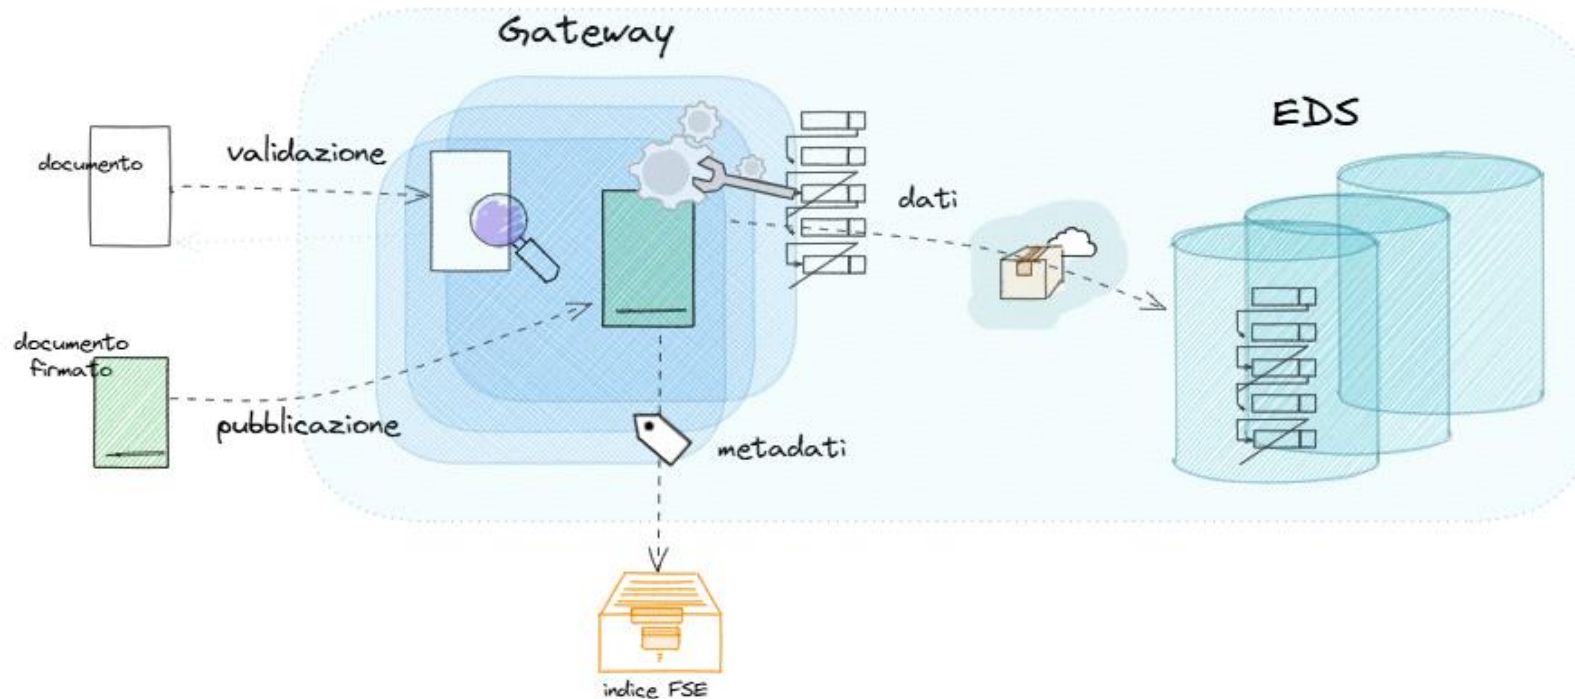 Gateway
EDS
documento
validazione
dati
documento
firmato
pubblicazione
metadati
indice FSE